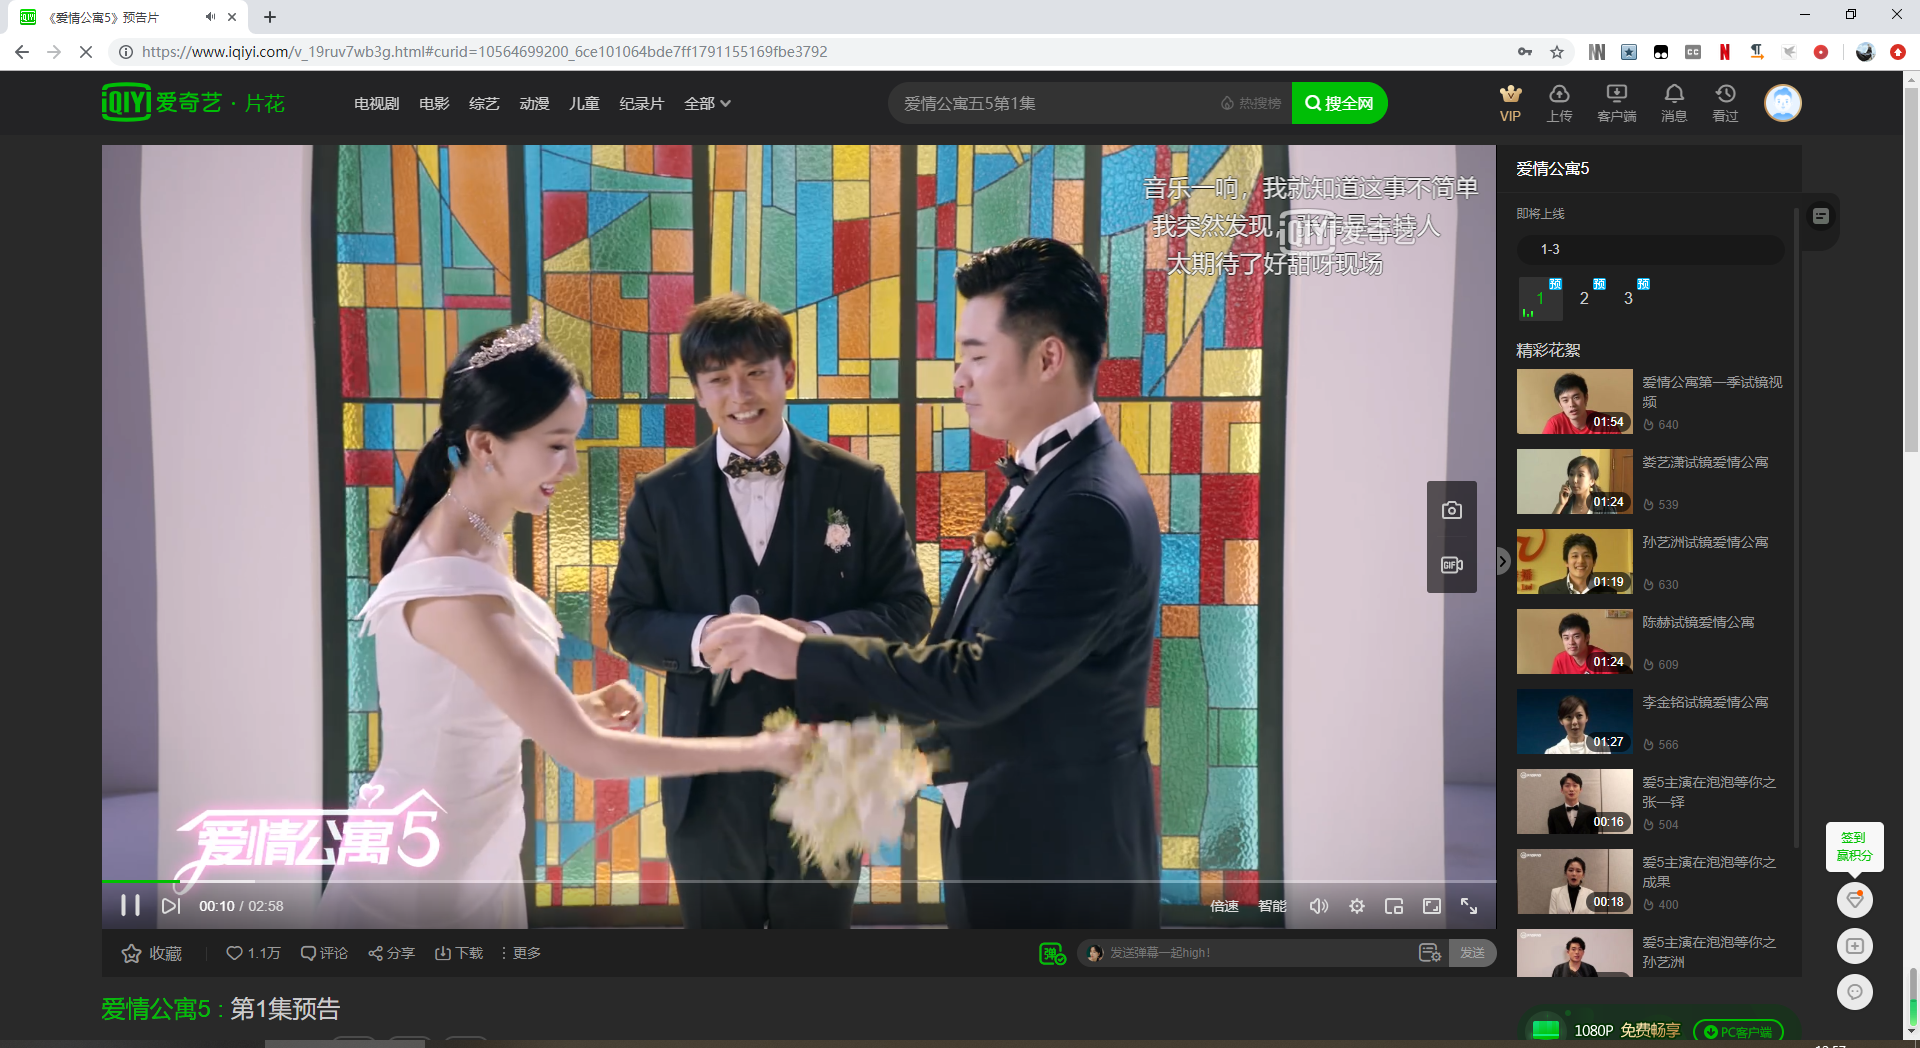 《爱情公寓5》预告片
https://www.iqiyi.com/v_19ruv7wb3g.html#curid=10564699200_6ce101064bde7ff1791155169fbe3792
iQIYI 爱奇艺 · 片花
电视剧 电影 综艺 动漫 儿童 纪录片 全部
爱情公寓五5第1集 热搜榜 搜全网
VIP 上传 客户端 消息 看过
音乐一响，我就知道这事不简单
我突然发现，张伟是主持人
iQIYI 爱奇艺
太期待了好甜呀现场
爱情公寓5
00:10 / 02:58
倍速 智能
GIF
收藏 1.1万 评论 分享 下载 更多
弹 发送弹幕一起high! 发送
爱情公寓5 : 第1集预告
爱情公寓5
即将上线
1-3
1 预 2 预 3 预
精彩花絮
爱情公寓第一季试镜视频
01:54
640
娄艺潇试镜爱情公寓
01:24
539
孙艺洲试镜爱情公寓
01:19
630
陈赫试镜爱情公寓
01:24
609
李金铭试镜爱情公寓
01:27
566
爱5主演在泡泡等你之张一铎
00:16
504
爱5主演在泡泡等你之成果
00:18
400
爱5主演在泡泡等你之孙艺洲
签到
赢积分
1080P 免费畅享 PC客户端